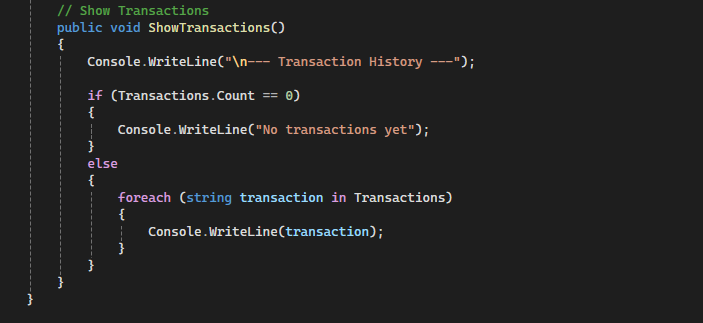 // Show Transactions
public void ShowTransactions()
{
Console.WriteLine("\n--- Transaction History ---");
if (Transactions.Count == 0)
{
Console.WriteLine("No transactions yet");
}
else
{
foreach (string transaction in Transactions)
{
Console.WriteLine(transaction);
}
}
}
}